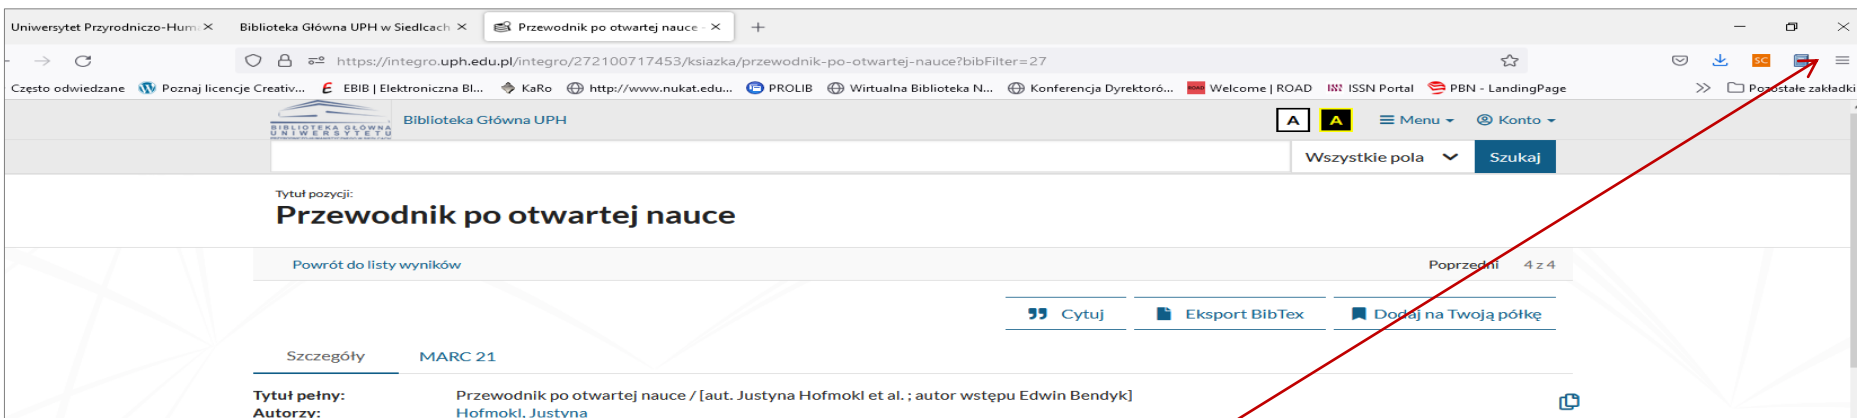 Uniwersytet Przyrodniczo-Hum
Biblioteka Główna UPH w Siedlcach
Przewodnik po otwartej nauce -
https://integro.uph.edu.pl/integro/272100717453/ksiazka/przewodnik-po-otwartej-nauce?bibFilter=27
SC
Często odwiedzane Poznaj licencje Creativ... EBIB | Elektroniczna Bl... KaRo http://www.nukat.edu... PROLIB Wirtualna Biblioteka N... Konferencja Dyrektoró... Welcome | ROAD ISSN Portal PBN - LandingPage Pozostałe zakładki
BIBLIOTEKA GŁÓWNA
UNIWERSYTETU
Biblioteka Główna UPH
A A Menu Konto
Wszystkie pola Szukaj
Tytuł pozycji:
Przewodnik po otwartej nauce
Powrót do listy wyników Poprzedni 4 z 4
Cytuj Eksport BibTex Dodaj na Twoją półkę
Szczegóły MARC 21
Tytuł pełny: Przewodnik po otwartej nauce / [aut. Justyna Hofmokl et al. ; autor wstępu Edwin Bendyk]
Autorzy: Hofmokl, Justyna